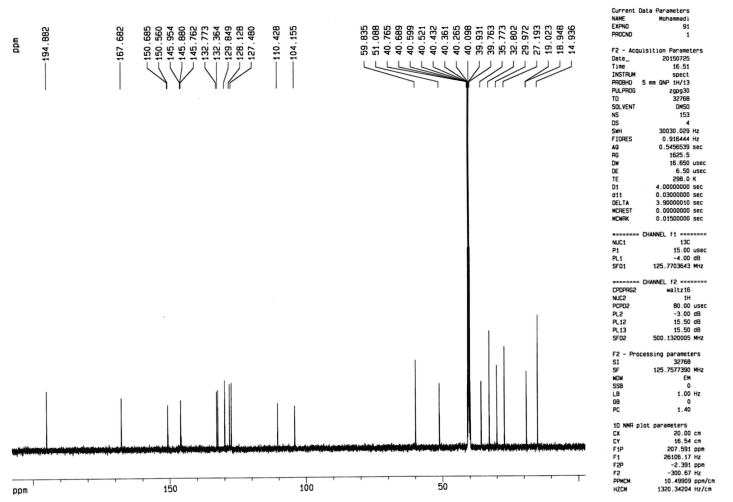 ppm
194.882
167.682
150.685
150.560
145.954
145.880
145.762
132.773
132.364
129.849
128.128
127.480
110.428
104.155
59.835
51.088
40.765
40.689
40.599
40.521
40.432
40.361
40.265
40.098
39.931
39.763
35.773
32.802
29.972
27.193
19.023
18.948
14.936
ppm
150
100
50
Current Data Parameters
NAME Mohammadi
EXPNO 91
PROCNO 1
F2 - Acquisition Parameters
Date_ 20150725
Time 16.51
INSTRUM spect
PROBHD 5 mm QNP 1H/13
PULPROG zgpg30
TD 32768
SOLVENT DMSO
NS 153
DS 4
SWH 30030.029 Hz
FIDRES 0.916444 Hz
AQ 0.5456539 sec
RG 1625.5
DW 16.650 usec
DE 6.50 usec
TE 298.0 K
D1 4.00000000 sec
d11 0.03000000 sec
DELTA 3.90000010 sec
MCREST 0.00000000 sec
MCWRK 0.01500000 sec
======== CHANNEL f1 ========
NUC1 13C
P1 15.00 usec
PL1 -4.00 dB
SFO1 125.7703643 MHz
======== CHANNEL f2 ========
CPDPRG2 waltz16
NUC2 1H
PCPD2 80.00 usec
PL2 -3.00 dB
PL12 15.50 dB
PL13 15.50 dB
SFO2 500.1320005 MHz
F2 - Processing parameters
SI 32768
SF 125.7577390 MHz
WDW EM
SSB 0
LB 1.00 Hz
GB 0
PC 1.40
1D NMR plot parameters
CX 20.00 cm
CY 16.54 cm
F1P 207.591 ppm
F1 26106.17 Hz
F2P -2.391 ppm
F2 -300.67 Hz
PPMCM 10.49909 ppm/cm
HZCM 1320.34204 Hz/cm